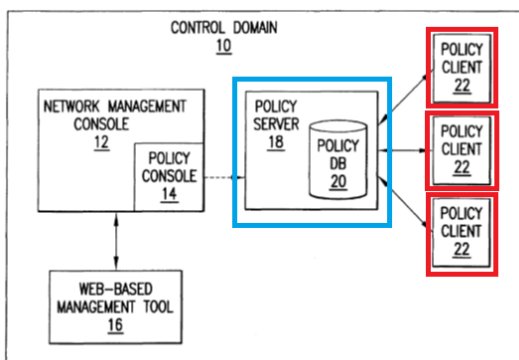 CONTROL DOMAIN
10
NETWORK MANAGEMENT
CONSOLE
12
POLICY
CONSOLE
14
WEB-BASED
MANAGEMENT TOOL
16
POLICY
SERVER
18
POLICY
DB
20
POLICY
CLIENT
22
POLICY
CLIENT
22
POLICY
CLIENT
22